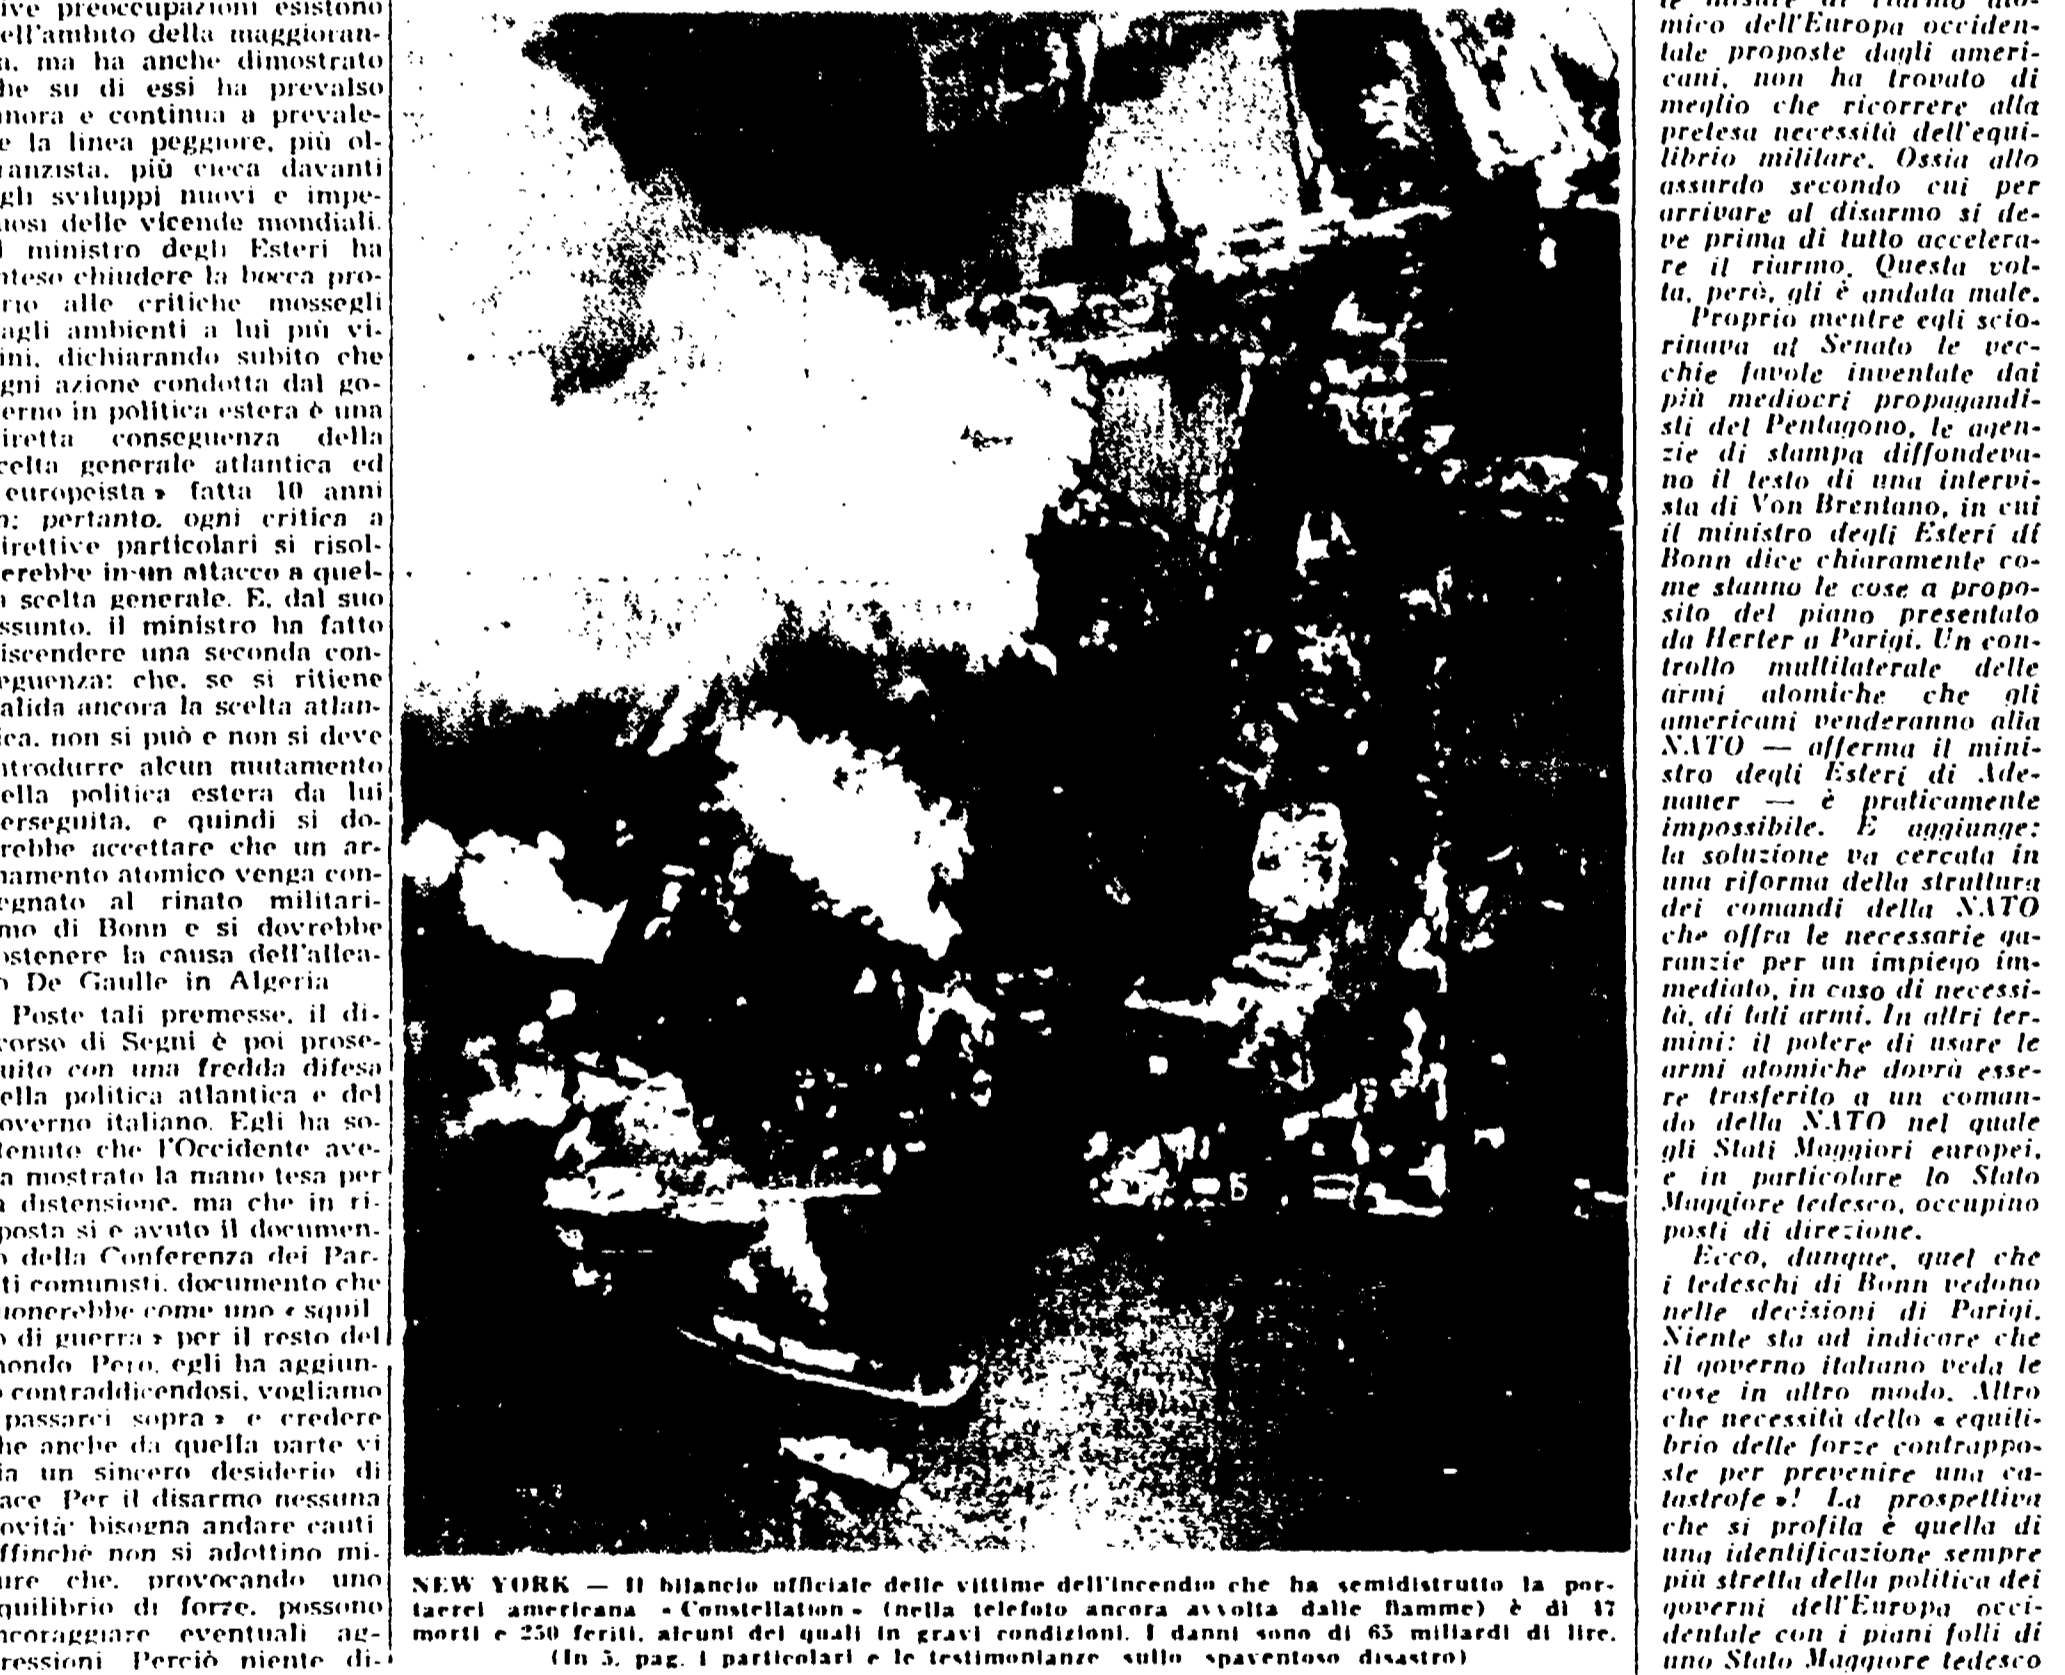 ive preoccupazioni esistono
ell'ambito della maggioran-
a, ma ha anche dimostrato
he su di essi ha prevalso
nora e continua a prevale-
e la linea peggiore, più ol-
ranzista, più cieca davanti
gli sviluppi nuovi e impe-
uosi delle vicende mondiali.
l ministro degli Esteri ha
nteso chiudere la bocca pro-
rio alle critiche mossegli
agli ambienti a lui più vi-
ini, dichiarando subito che
gni azione condotta dal go-
erno in politica estera è una
iretta conseguenza della
celta generale atlantica ed
europeista » fatta 10 anni
a; pertanto, ogni critica a
irettive particolari si risol-
erebbe in un attacco a quel-
a scelta generale. E, dal suo
ssunto, il ministro ha fatto
iscendere una seconda con-
eguenza: che, se si ritiene
alida ancora la scelta atlan-
ica, non si può e non si deve
ntrodurre alcun mutamento
ella politica estera da lui
erseguita, e quindi si do-
rebbe accettare che un ar-
mamento atomico venga con-
egnato al rinato militari-
mo di Bonn e si dovrebbe
ostenere la causa dell'allea-
o De Gaulle in Algeria
Poste tali premesse, il di-
corso di Segni è poi prose-
uito con una fredda difesa
ella politica atlantica e del
overno italiano. Egli ha so-
tenuto che l'Occidente ave-
a mostrato la mano tesa per
a distensione, ma che in ri-
posta si e avuto il documen-
o della Conferenza dei Par-
ti comunisti, documento che
uonerebbe come uno « squil
o di guerra » per il resto del
mondo Pero, egli ha aggiun-
o contraddicendosi, vogliamo
passarci sopra » e credere
he anche da quella parte vi
ia un sincero desiderio di
ace Per il disarmo nessuna
ovità: bisogna andare cauti
ffinchè non si adottino mi-
ure che, provocando uno
quilibrio di forze, possono
ncoraggiare eventuali ag-
ressioni Perciò niente di-
NEW YORK — Il bilancio ufficiale delle vittime dell'incendio che ha semidistrutto la por-
taerei americana «Constellation» (nella telefoto ancora avvolta dalle fiamme) è di 47
morti e 250 feriti, alcuni dei quali in gravi condizioni. I danni sono di 65 miliardi di lire.
(In 5. pag. i particolari e le testimonianze sullo spaventoso disastro)
le misure di riarmo ato-
mico dell'Europa occiden-
tale proposte dagli ameri-
cani, non ha trovato di
meglio che ricorrere alla
pretesa necessità dell'equi-
librio militare. Ossia allo
assurdo secondo cui per
arrivare al disarmo si de-
ve prima di tutto accelera-
re il riarmo. Questa vol-
ta, però, gli è andata male.
Proprio mentre egli scio-
rinava al Senato le vec-
chie favole inventate dai
più mediocri propagandi-
sti del Pentagono, le agen-
zie di stampa diffondeva-
no il testo di una intervi-
sta di Von Brentano, in cui
il ministro degli Esteri di
Bonn dice chiaramente co-
me stanno le cose a propo-
sito del piano presentato
da Herter a Parigi. Un con-
trollo multilaterale delle
armi atomiche che gli
americani venderanno alla
NATO — afferma il mini-
stro degli Esteri di Ade-
nauer — è praticamente
impossibile. E aggiunge:
la soluzione va cercata in
una riforma della struttura
dei comandi della NATO
che offra le necessarie ga-
ranzie per un impiego im-
mediato, in caso di necessi-
tà, di tali armi. In altri ter-
mini: il potere di usare le
armi atomiche dovrà esse-
re trasferito a un coman-
do della NATO nel quale
gli Stati Maggiori europei,
e in particolare lo Stato
Maggiore tedesco, occupino
posti di direzione.
Ecco, dunque, quel che
i tedeschi di Bonn vedono
nelle decisioni di Parigi.
Niente sta ad indicare che
il governo italiano veda le
cose in altro modo. Altro
che necessità dello « equili-
brio delle forze contrappo-
ste per prevenire una ca-
tastrofe »! La prospettiva
che si profila è quella di
una identificazione sempre
più stretta della politica dei
governi dell'Europa occi-
dentale con i piani folli di
uno Stato Maggiore tedesco